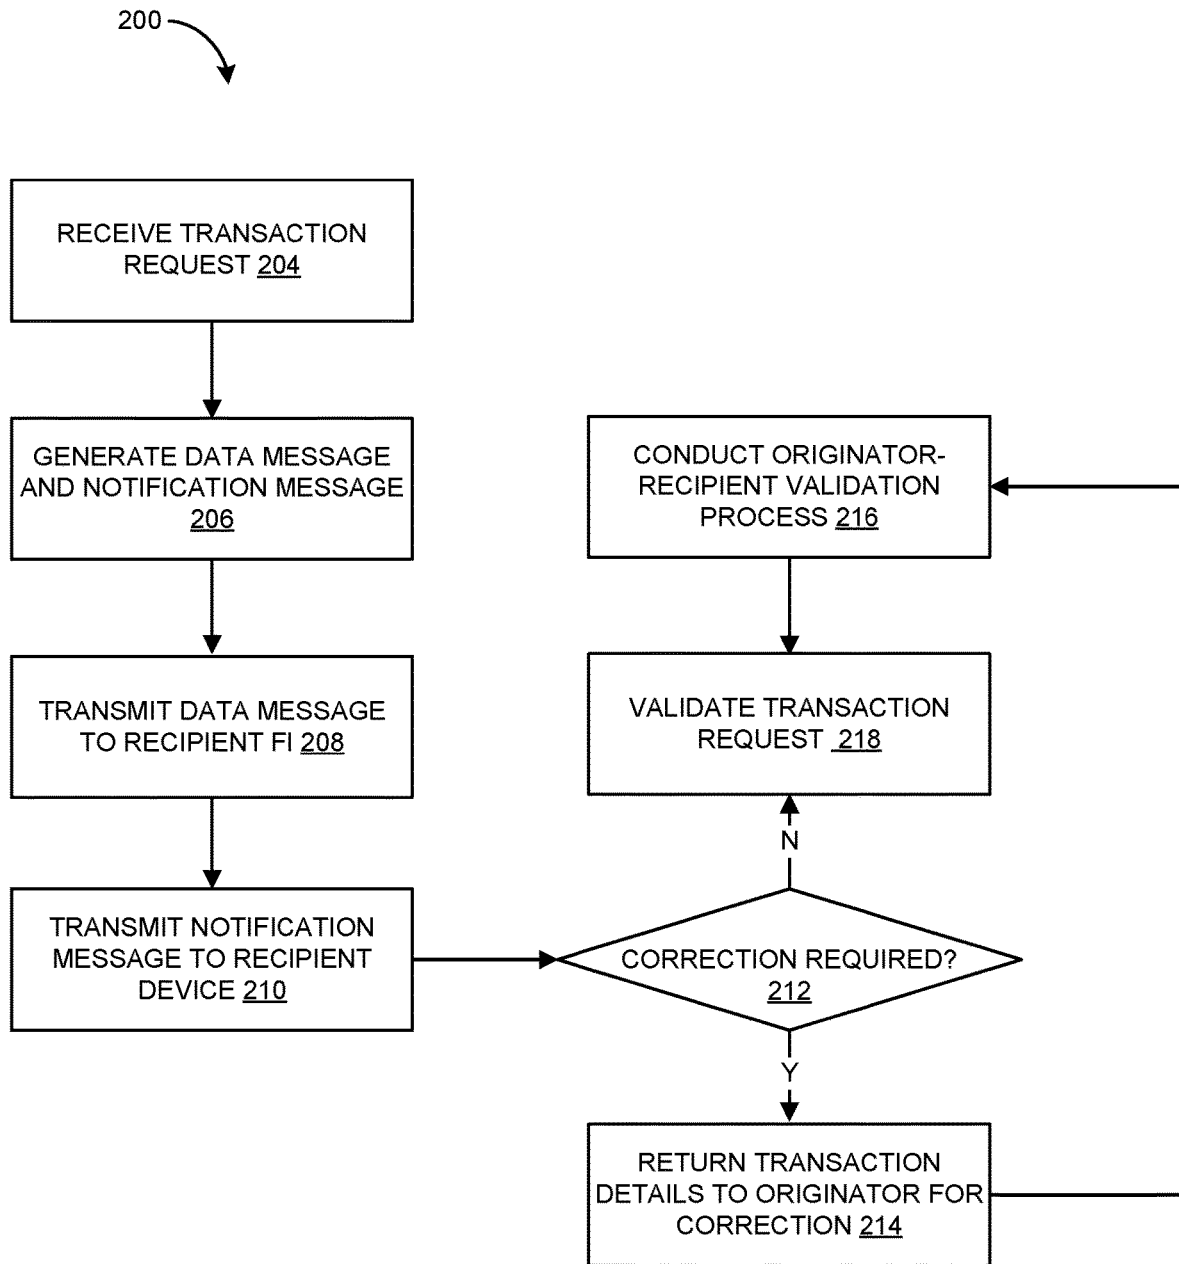 200
RECEIVE TRANSACTION
REQUEST 204
GENERATE DATA MESSAGE
AND NOTIFICATION MESSAGE
206
TRANSMIT DATA MESSAGE
TO RECIPIENT FI 208
TRANSMIT NOTIFICATION
MESSAGE TO RECIPIENT
DEVICE 210
CONDUCT ORIGINATOR-
RECIPIENT VALIDATION
PROCESS 216
VALIDATE TRANSACTION
REQUEST 218
N
CORRECTION REQUIRED?
212
Y
RETURN TRANSACTION
DETAILS TO ORIGINATOR FOR
CORRECTION 214